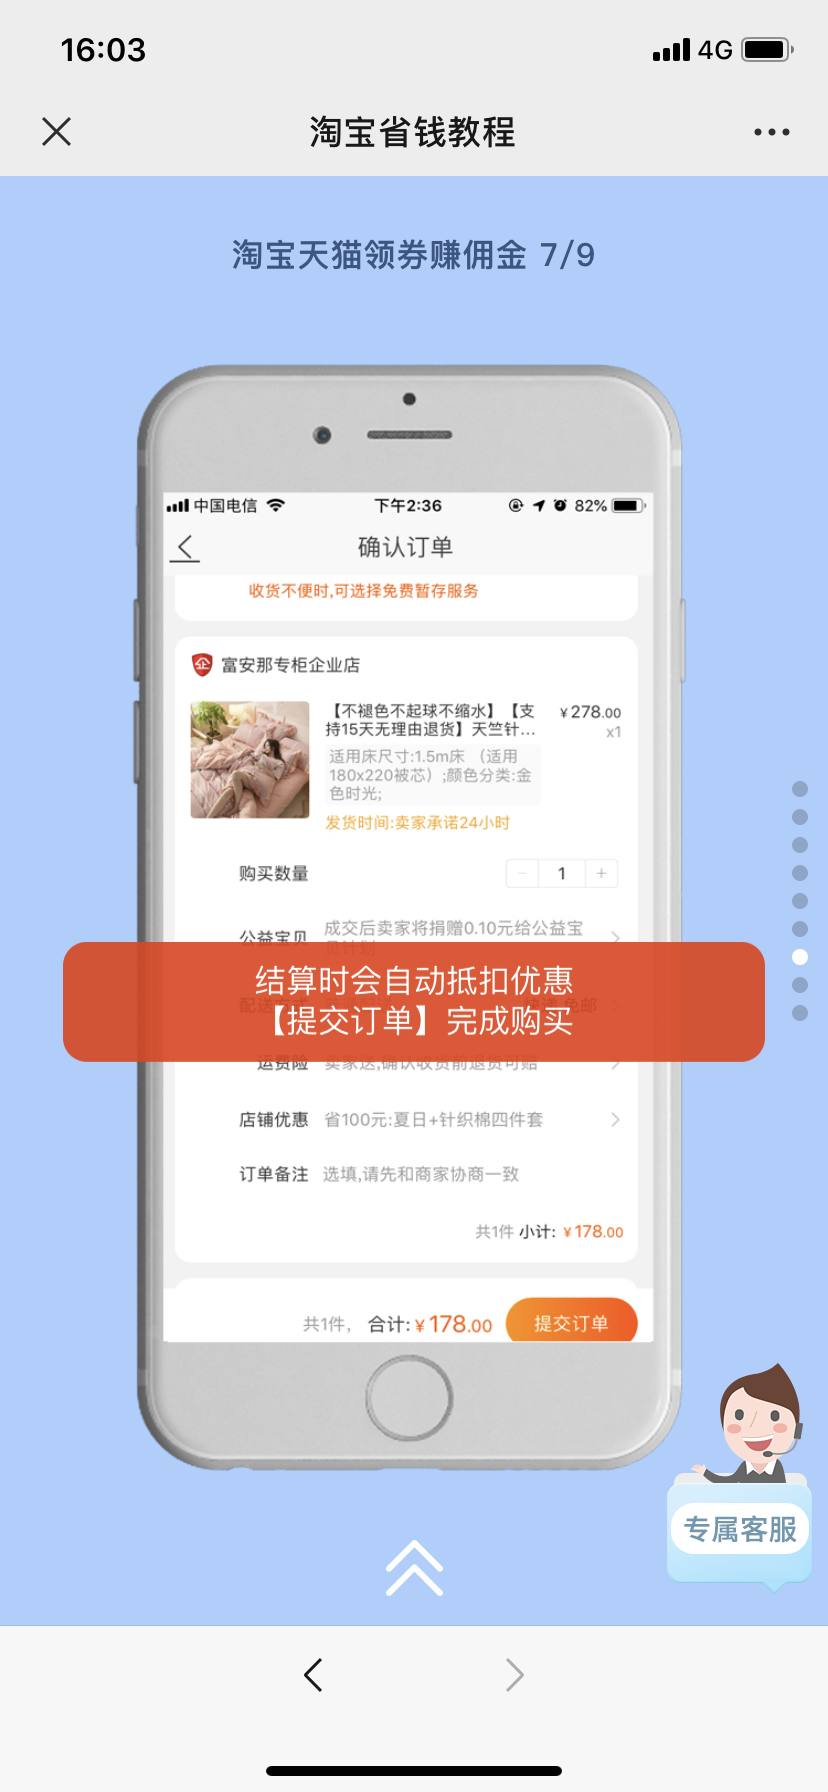 16:03
4G
淘宝省钱教程
淘宝天猫领券赚佣金 7/9
中国电信
下午2:36
82%
确认订单
收货不便时,可选择免费暂存服务
企
富安那专柜企业店
【不褪色不起球不缩水】【支
持15天无理由退货】天竺针...
¥278.00
x1
适用床尺寸:1.5m床 （适用
180x220被芯）;颜色分类:金
色时光;
发货时间:卖家承诺24小时
购买数量
− 1 +
公益宝贝 成交后卖家将捐赠0.10元给公益宝
贝计划
结算时会自动抵扣优惠
配送方式 快递 免邮
【提交订单】完成购买
运费险 卖家送,确认收货前退货可赔
店铺优惠 省100元:夏日+针织棉四件套
订单备注 选填,请先和商家协商一致
共1件 小计: ¥178.00
共1件, 合计: ¥178.00
提交订单
专属客服